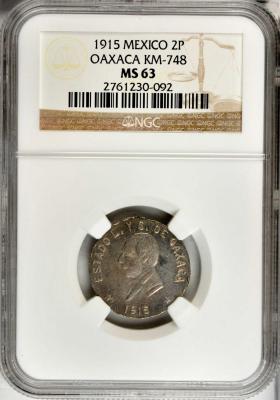 1915 MEXICO 2P
OAXACA KM-748
MS 63
2761230-092
NGC
ESTADO L. Y S. DE OAXACA
1915